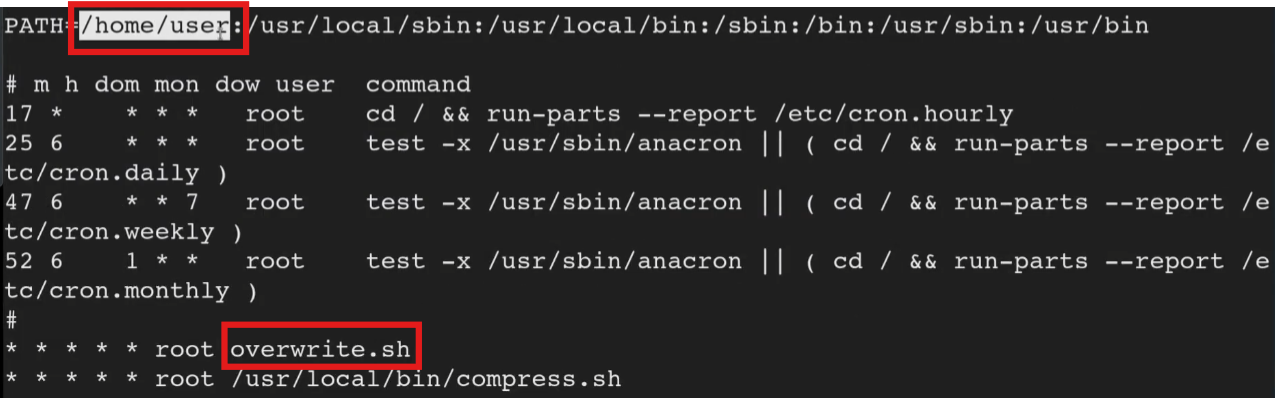 PATH=/home/user:/usr/local/sbin:/usr/local/bin:/sbin:/bin:/usr/sbin:/usr/bin
# m h dom mon dow user  command
17 *    * * *   root    cd / && run-parts --report /etc/cron.hourly
25 6    * * *   root    test -x /usr/sbin/anacron || ( cd / && run-parts --report /e
tc/cron.daily )
47 6    * * 7   root    test -x /usr/sbin/anacron || ( cd / && run-parts --report /e
tc/cron.weekly )
52 6    1 * *   root    test -x /usr/sbin/anacron || ( cd / && run-parts --report /e
tc/cron.monthly )
#
* * * * * root overwrite.sh
* * * * * root /usr/local/bin/compress.sh